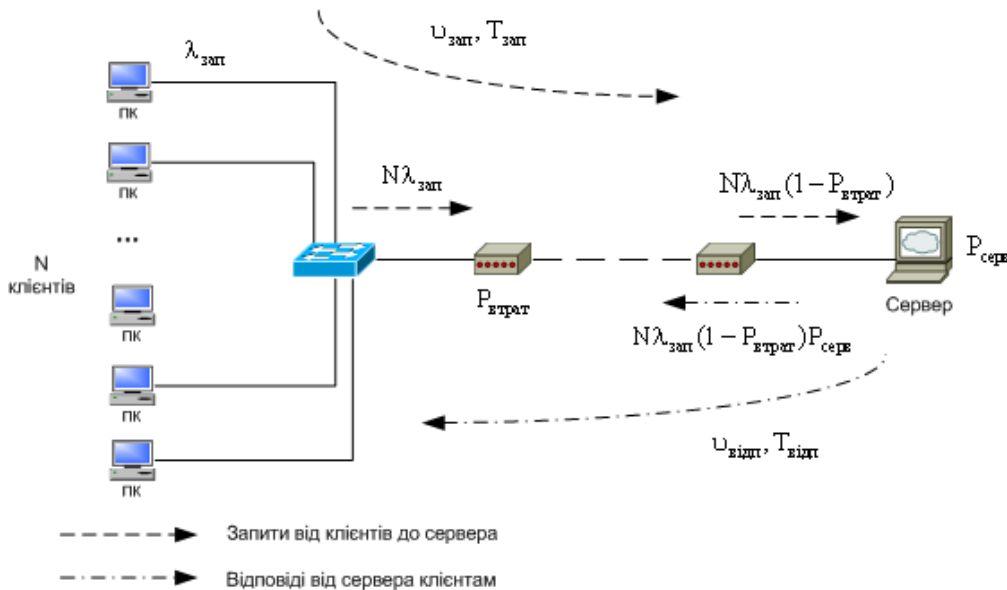 υзап, Tзап
λзап
ПК
ПК
...
N
клієнтів
ПК
ПК
ПК
Nλзап
Nλзап(1-Pвтрат)
Pвтрат
Pсерв
Сервер
Nλзап(1-Pвтрат)Pсерв
υвідп, Tвідп
Запити від клієнтів до сервера
Відповіді від сервера клієнтам